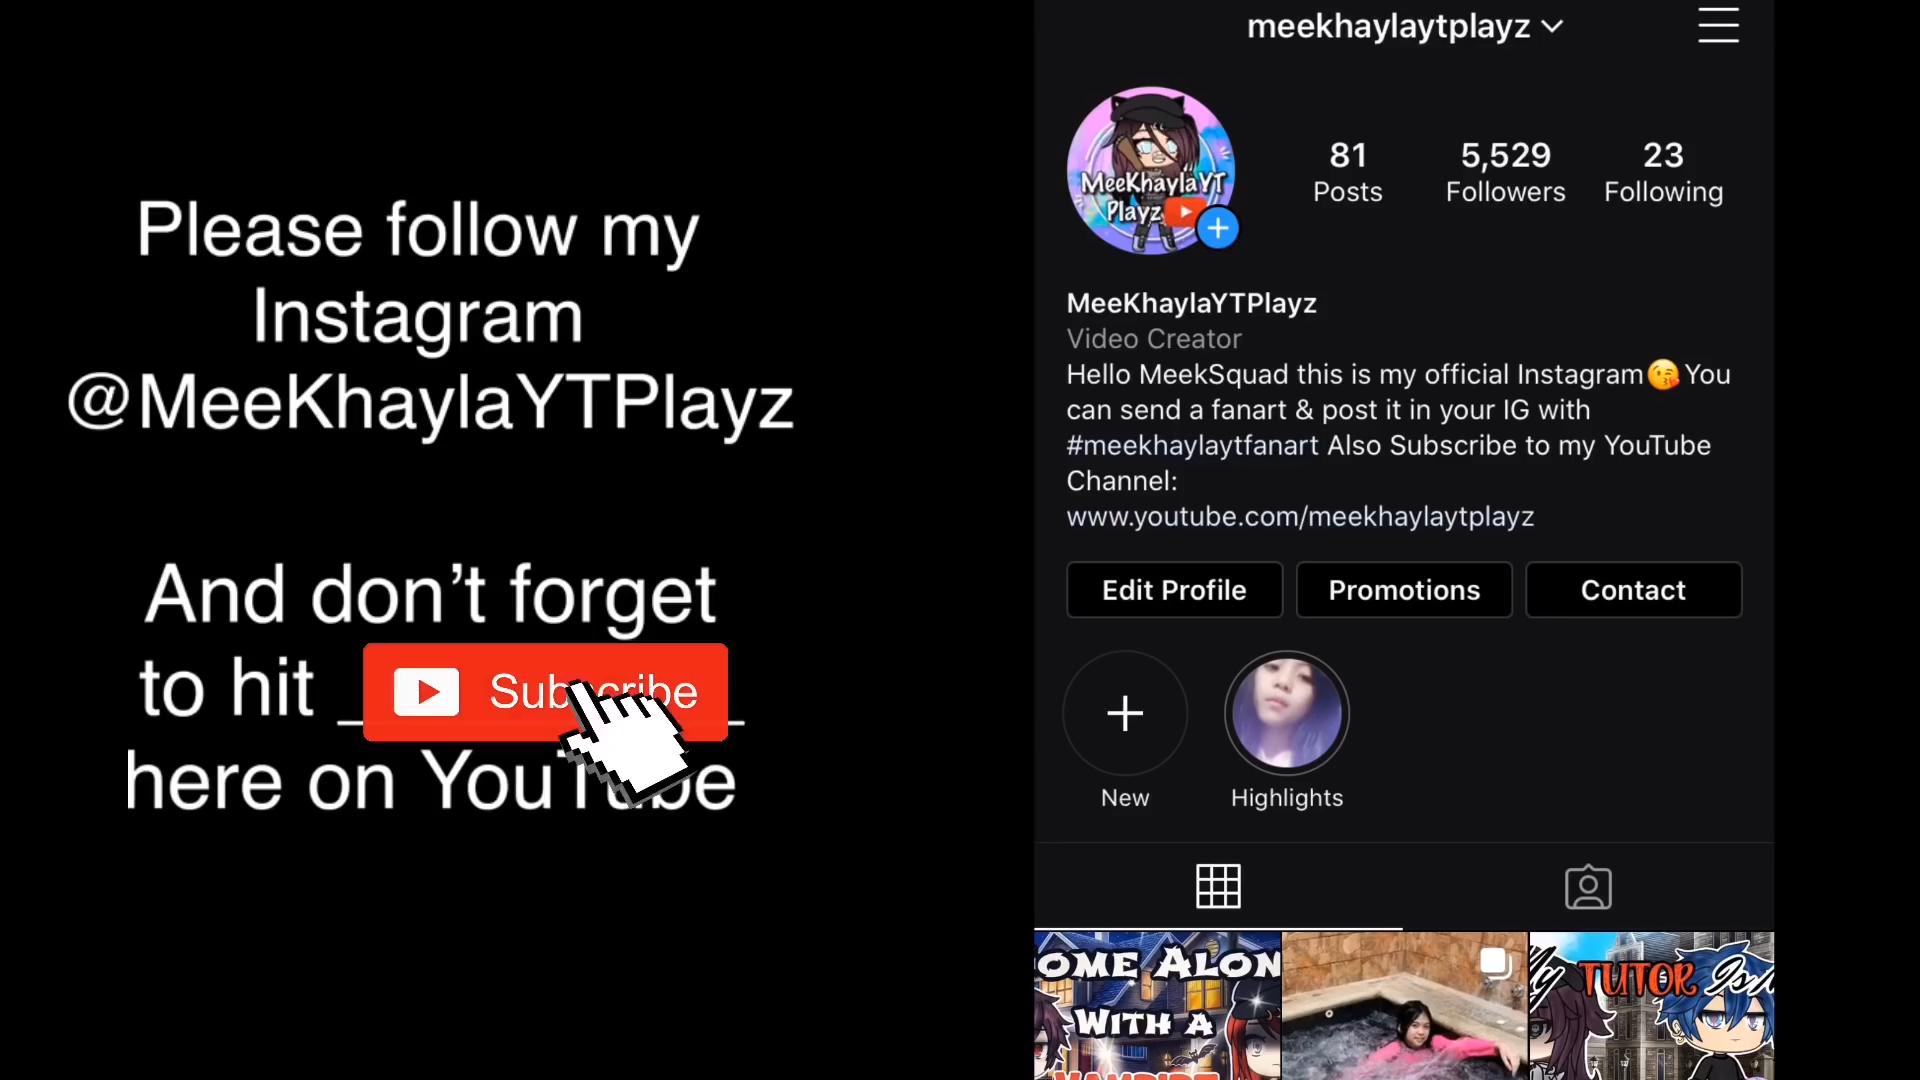 Please follow my
Instagram
@MeeKhaylaYTPlayz
And don't forget
to hit
Subscribe
here on YouTube
meekhaylaytplayz
MeeKhaylaYT
Playz
81
Posts
5,529
Followers
23
Following
MeeKhaylaYTPlayz
Video Creator
Hello MeekSquad this is my official Instagram😘You
can send a fanart & post it in your IG with
#meekhaylaytfanart Also Subscribe to my YouTube
Channel:
www.youtube.com/meekhaylaytplayz
Edit Profile
Promotions
Contact
New
Highlights
OME ALON
WITH A
VAMPIRE
My TUTOR Is